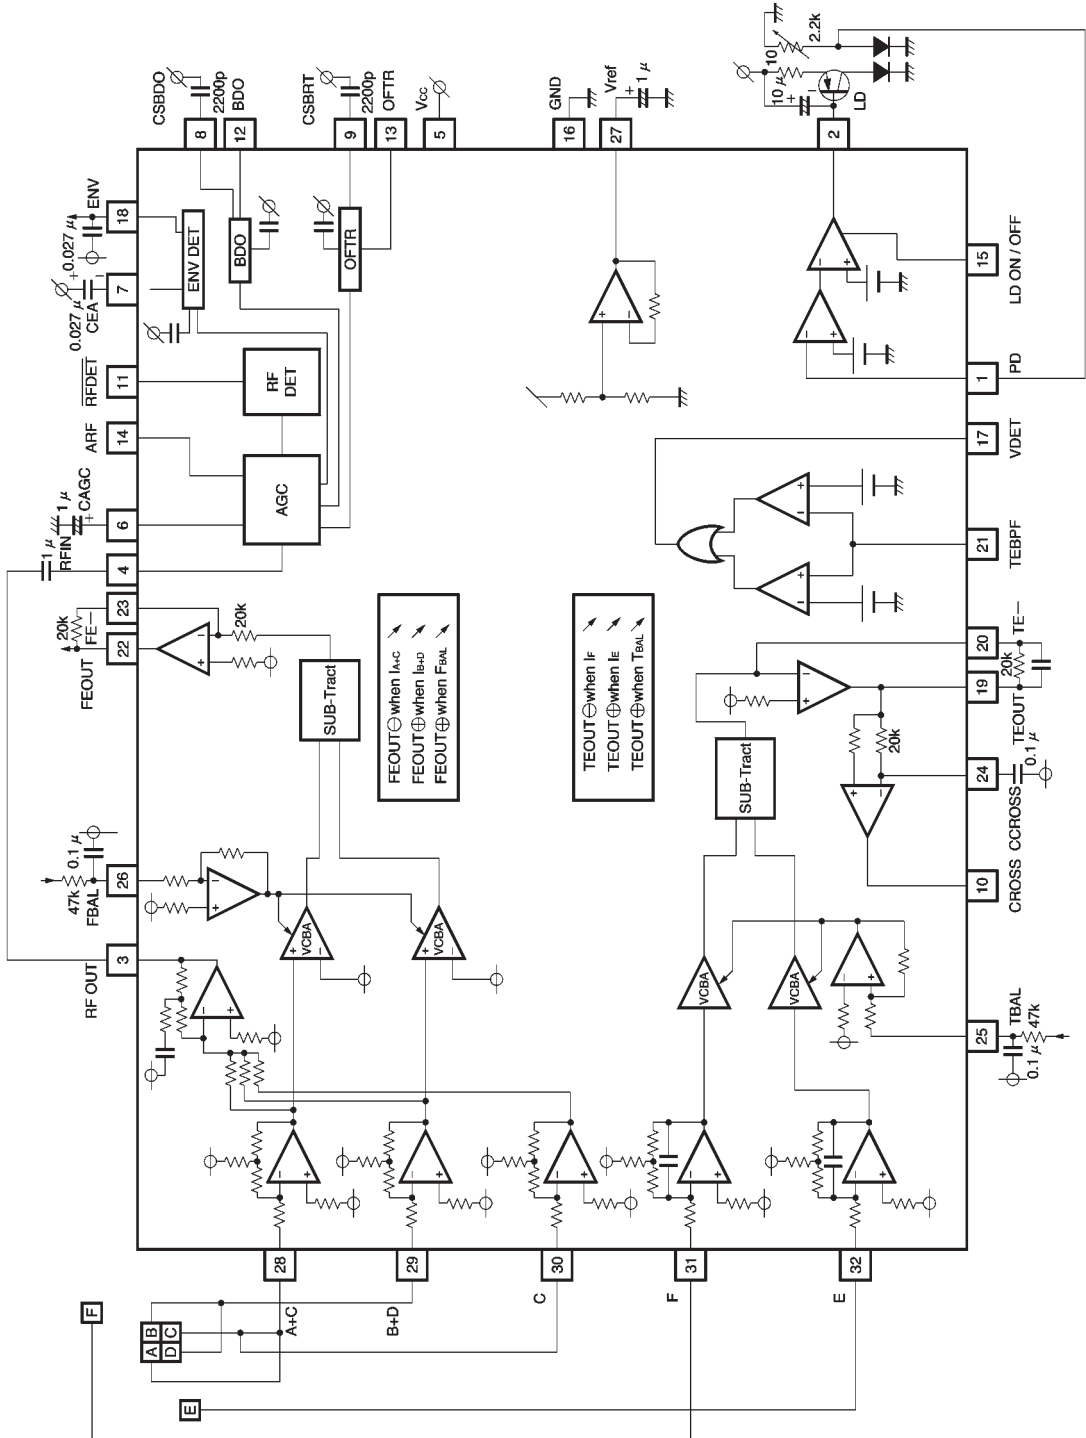 CSBDO
2200p
BDO
CSBRT
2200p
OFTR
Vcc
GND
Vref
+ 1 μ
10 μ
+
−
10
2.2k
LD
8
12
9
13
5
16
27
2
ENV
0.027 μ
18
+
−
0.027 μ
CEA
7
RFDET
11
ARF
14
1 μ
CAGC
+
6
1 μ
RFIN
4
23
20k
FE−
22
FEOUT
0.1 μ
47k
FBAL
26
3
RF OUT
ENV DET
BDO
OFTR
RF
DET
AGC
20k
SUB-Tract
FEOUT⊖when IA+C
FEOUT⊕when IB+D
FEOUT⊕when FBAL
TEOUT⊖when IF
TEOUT⊕when IE
TEOUT⊕when TBAL
SUB-Tract
20k
VCBA
VCBA
VCBA
VCBA
15
LD ON / OFF
1
PD
17
VDET
21
TEBPF
20
TE−
20k
19
TEOUT
24
CCROSS
0.1 μ
10
CROSS
25
TBAL
47k
0.1 μ
28
29
30
31
32
A+C
B+D
C
F
E
F
B
C
A
D
E